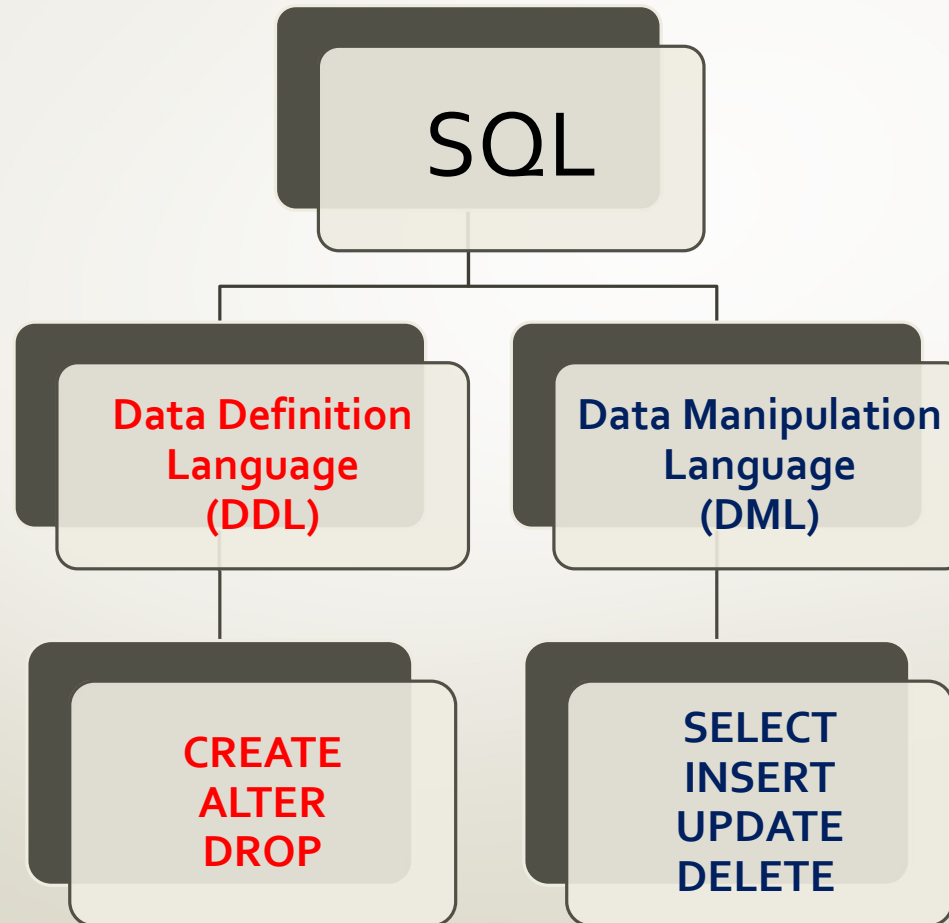 SQL
Data Definition
Language
(DDL)
Data Manipulation
Language
(DML)
CREATE
ALTER
DROP
SELECT
INSERT
UPDATE
DELETE